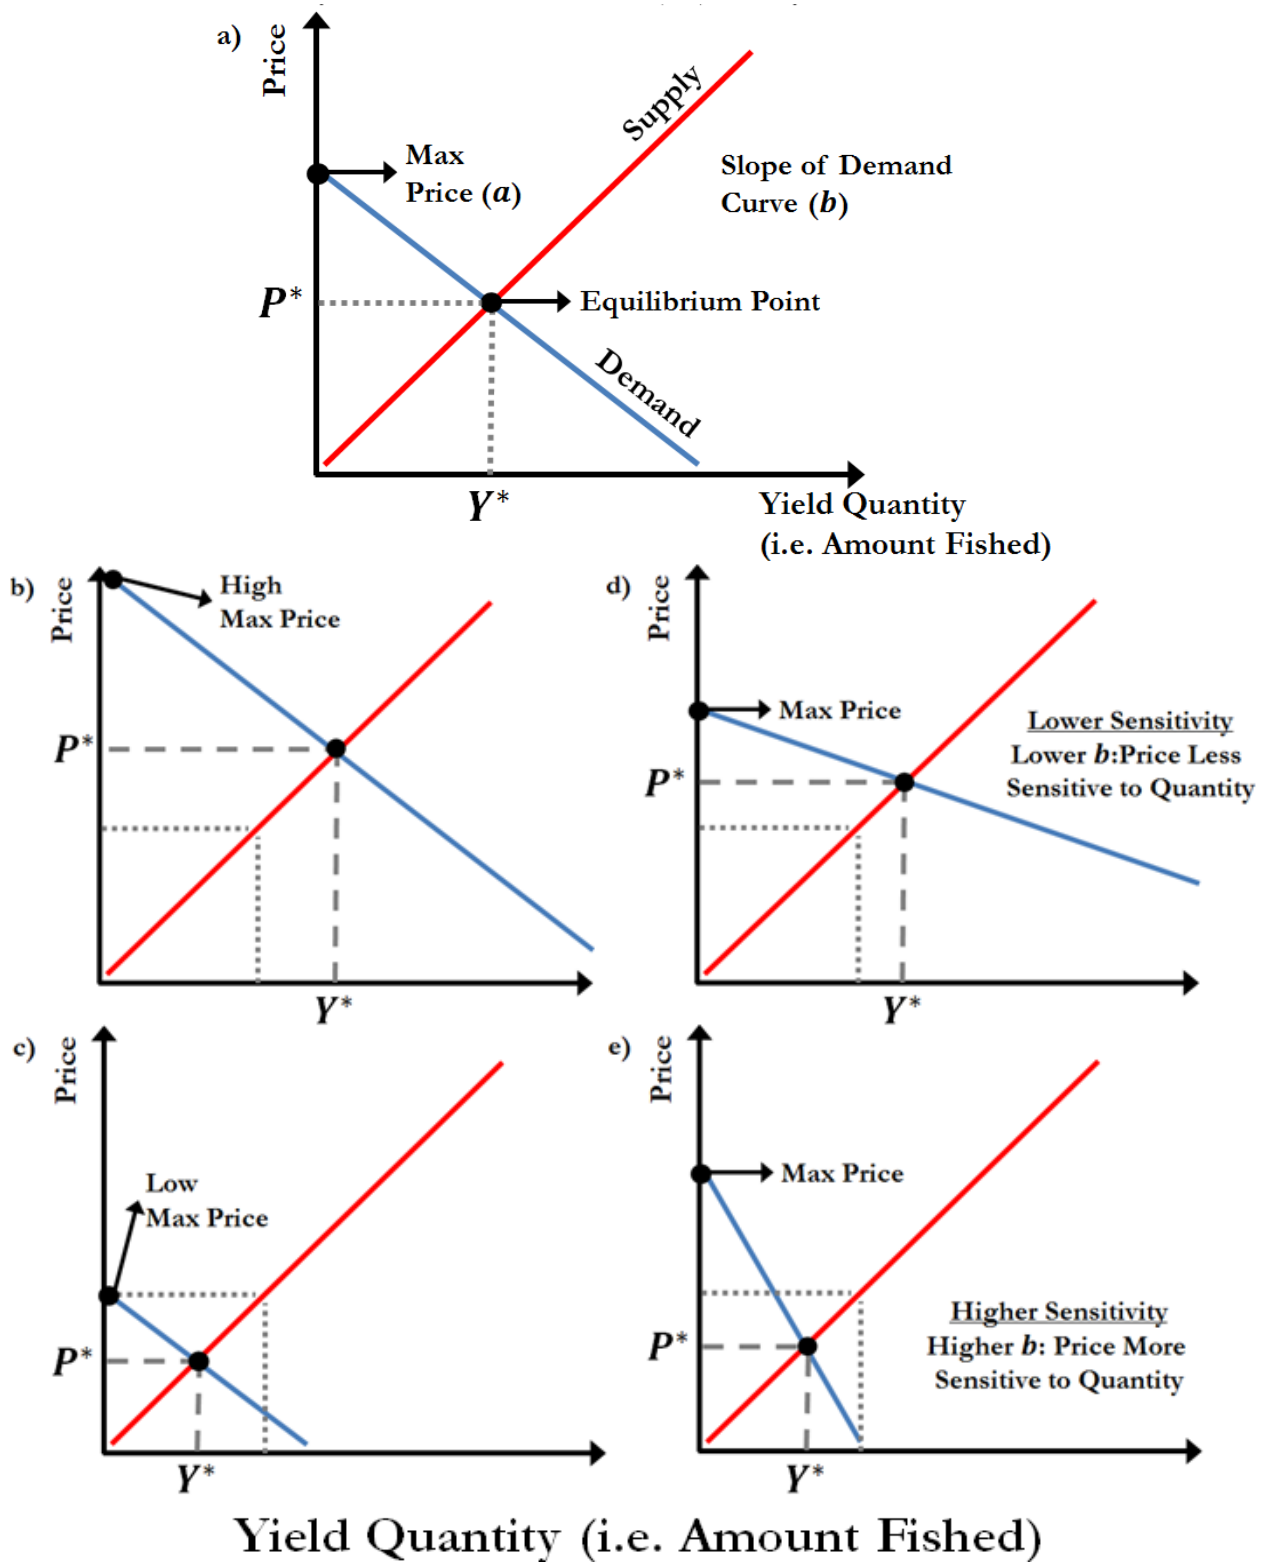 a)
Price
Supply
Max
Price (a)
Slope of Demand
Curve (b)
P*
Equilibrium Point
Demand
Y*
Yield Quantity
(i.e. Amount Fished)
b)
Price
High
Max Price
P*
Y*
d)
Price
Max Price
Lower Sensitivity
Lower b:Price Less
Sensitive to Quantity
P*
Y*
c)
Price
Low
Max Price
P*
Y*
e)
Price
Max Price
Higher Sensitivity
Higher b: Price More
Sensitive to Quantity
P*
Y*
Yield Quantity (i.e. Amount Fished)